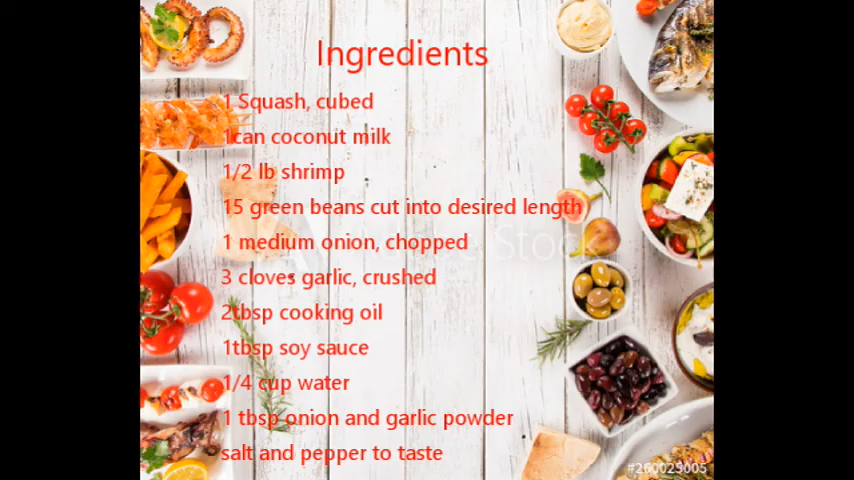 Ingredients
1 Squash, cubed
1can coconut milk
1/2 lb shrimp
15 green beans cut into desired length
1 medium onion, chopped
Stock
3 cloves garlic, crushed
2tbsp cooking oil
1tbsp soy sauce
1/4 cup water
1 tbsp onion and garlic powder
salt and pepper to taste
#260025005